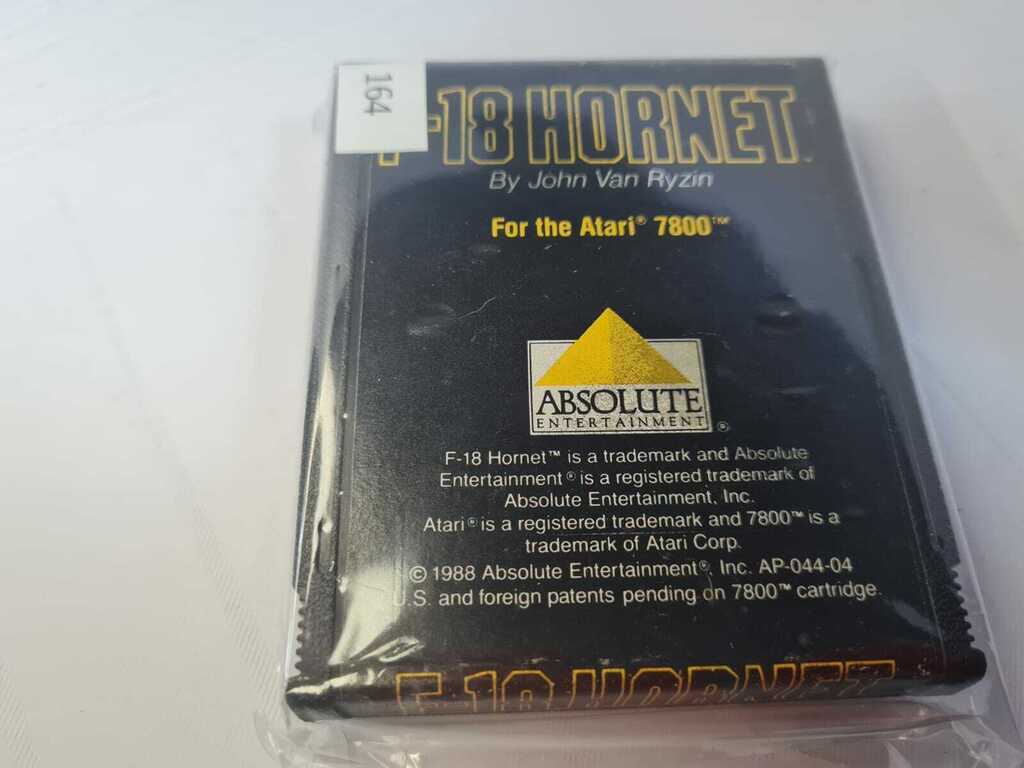 164
F-18 HORNET™
By John Van Ryzin
For the Atari® 7800™
ABSOLUTE
ENTERTAINMENT®
F-18 Hornet™ is a trademark and Absolute
Entertainment® is a registered trademark of
Absolute Entertainment, Inc.
Atari® is a registered trademark and 7800™ is a
trademark of Atari Corp.
© 1988 Absolute Entertainment®, Inc. AP-044-04
U.S. and foreign patents pending on 7800™ cartridge.
F-18 HORNET